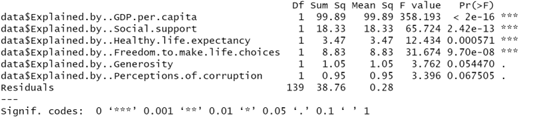 Df Sum Sq Mean Sq F value Pr(>F)
data$Explained.by..GDP.per.capita 1 99.89 99.89 358.193 < 2e-16 ***
data$Explained.by..Social.support 1 18.33 18.33 65.724 2.42e-13 ***
data$Explained.by..Healthy.life.expectancy 1 3.47 3.47 12.434 0.000571 ***
data$Explained.by..Freedom.to.make.life.choices 1 8.83 8.83 31.674 9.70e-08 ***
data$Explained.by..Generosity 1 1.05 1.05 3.762 0.054470 .
data$Explained.by..Perceptions.of.corruption 1 0.95 0.95 3.396 0.067505 .
Residuals 139 38.76 0.28
---
Signif. codes: 0 ‘***’ 0.001 ‘**’ 0.01 ‘*’ 0.05 ‘.’ 0.1 ‘ ’ 1